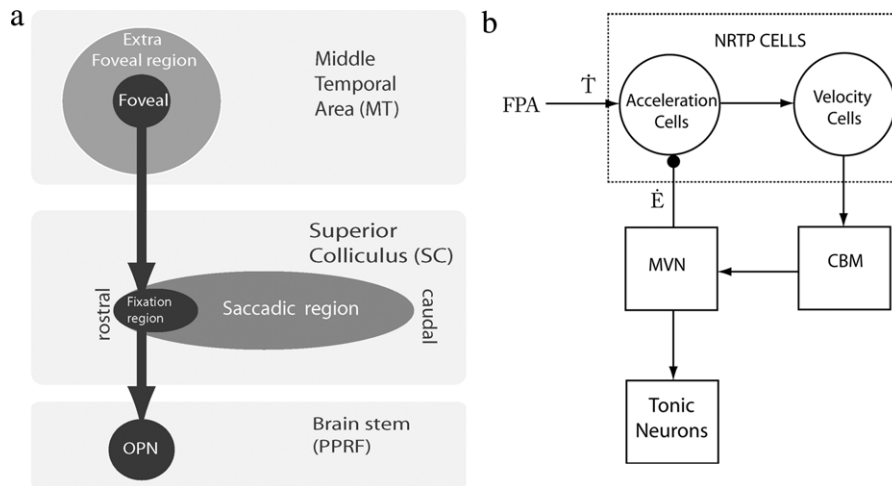 a
Extra
Foveal region
Foveal
Middle
Temporal
Area (MT)
Superior
Colliculus (SC)
rostral
Fixation
region
Saccadic region
caudal
OPN
Brain stem
(PPRF)
b
NRTP CELLS
FPA
Ṫ
Acceleration
Cells
Velocity
Cells
Ė
MVN
CBM
Tonic
Neurons